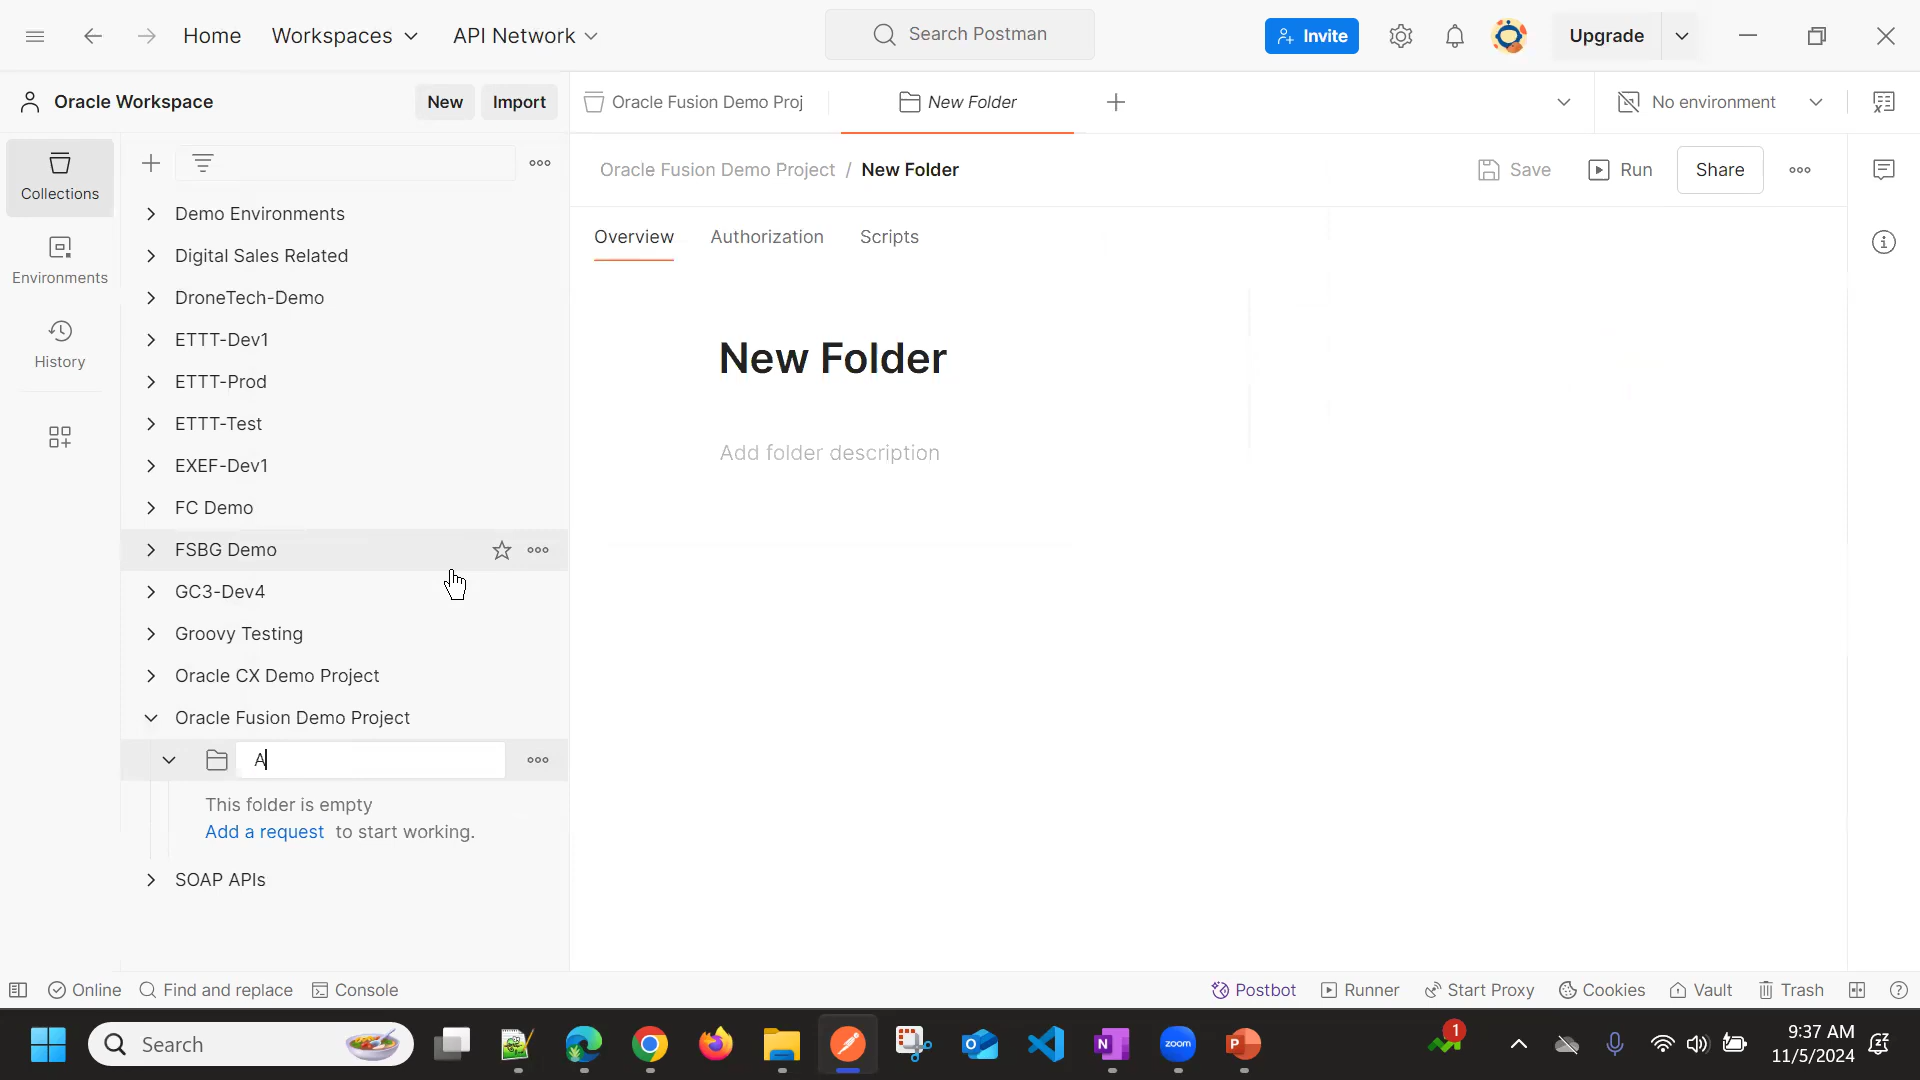 Home Workspaces API Network Search Postman Invite Upgrade
Oracle Workspace New Import Oracle Fusion Demo Proj New Folder No environment
Collections
Oracle Fusion Demo Project / New Folder Save Run Share
Demo Environments
Overview Authorization Scripts
Digital Sales Related
Environments
DroneTech-Demo
ETTT-Dev1
History
New Folder
ETTT-Prod
ETTT-Test
Add folder description
EXEF-Dev1
FC Demo
FSBG Demo
GC3-Dev4
Groovy Testing
Oracle CX Demo Project
Oracle Fusion Demo Project
A
This folder is empty
Add a request to start working.
SOAP APIs
Online Find and replace Console Postbot Runner Start Proxy Cookies Vault Trash
Search zoom 1 9:37 AM
11/5/2024